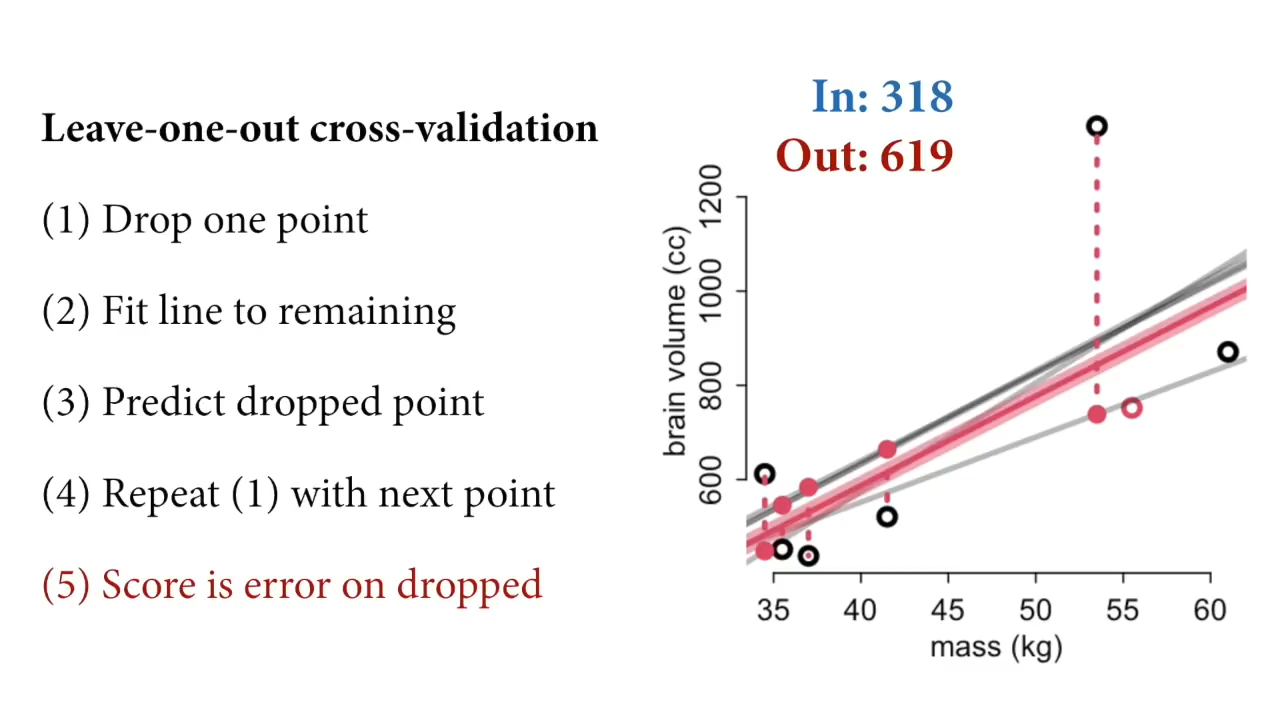 Leave-one-out cross-validation
(1) Drop one point
(2) Fit line to remaining
(3) Predict dropped point
(4) Repeat (1) with next point
(5) Score is error on dropped
In: 318
Out: 619
brain volume (cc)
1200
1000
800
600
35 40 45 50 55 60
mass (kg)